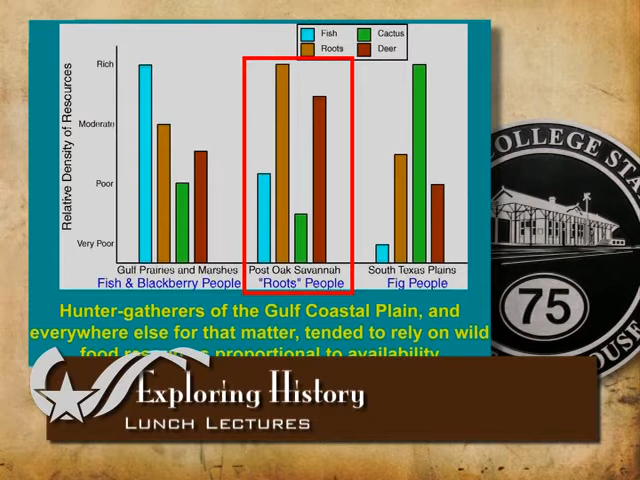 Fish
Cactus
Roots
Deer
Relative Density of Resources
Rich
Moderate
Poor
Very Poor
Gulf Prairies and Marshes
Post Oak Savannah
South Texas Plains
Fish & Blackberry People
"Roots" People
Fig People
Hunter-gatherers of the Gulf Coastal Plain, and
everywhere else for that matter, tended to rely on wild
food proportional to availability
COLLEGE STA
75
HOUSE
Exploring History
LUNCH LECTURES